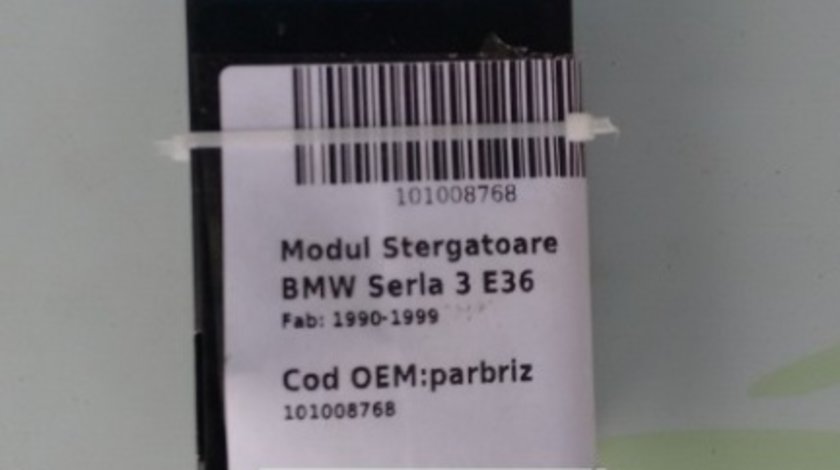 101008768
Modul Stergatoare
BMW Seria 3 E36
Fab: 1990-1999
Cod OEM:parbriz
101008768